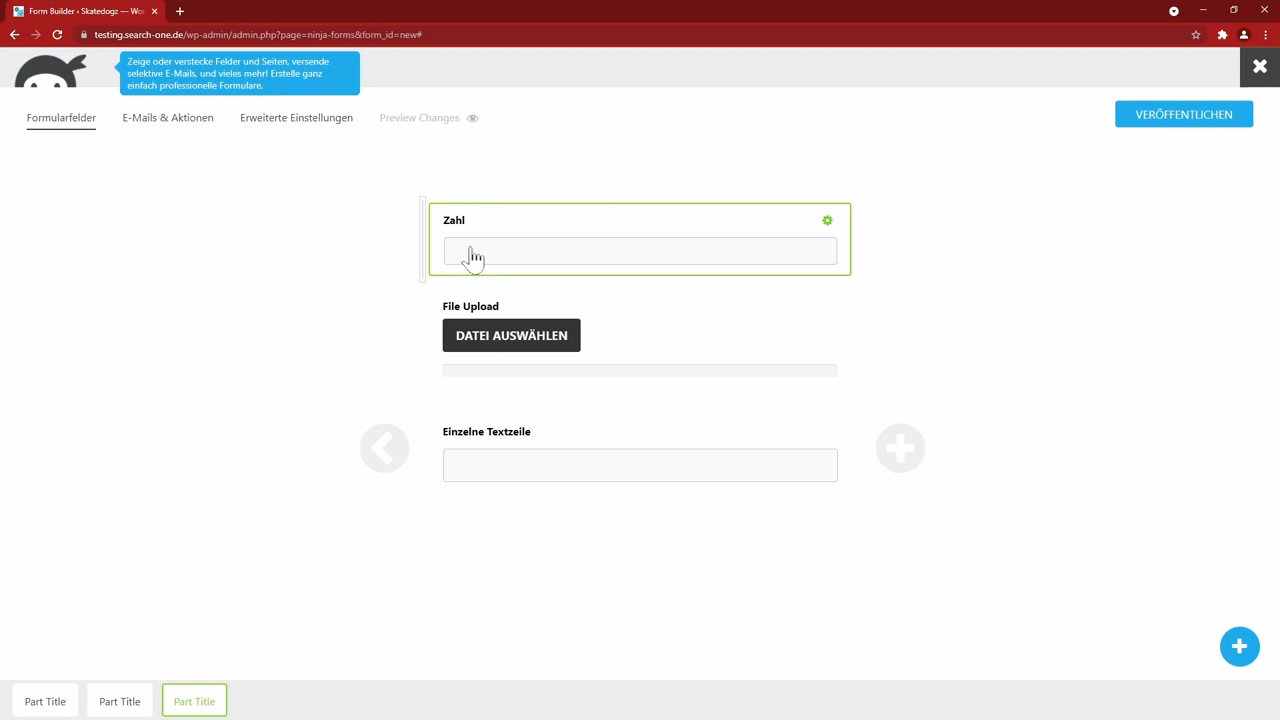 Form Builder ‹ Skatedogz — Wor
testing.search-one.de/wp-admin/admin.php?page=ninja-forms&form_id=new#
Zeige oder verstecke Felder und Seiten, versende
selektive E-Mails, und vieles mehr! Erstelle ganz
einfach professionelle Formulare.
Formularfelder
E-Mails & Aktionen
Erweiterte Einstellungen
Preview Changes
VERÖFFENTLICHEN
Zahl
File Upload
DATEI AUSWÄHLEN
Einzelne Textzeile
Part Title
Part Title
Part Title